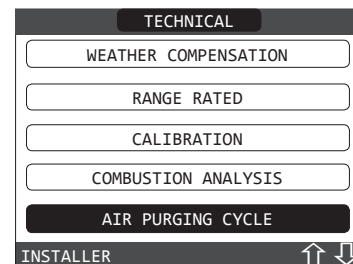 TECHNICAL
WEATHER COMPENSATION
RANGE RATED
CALIBRATION
COMBUSTION ANALYSIS
AIR PURGING CYCLE
INSTALLER